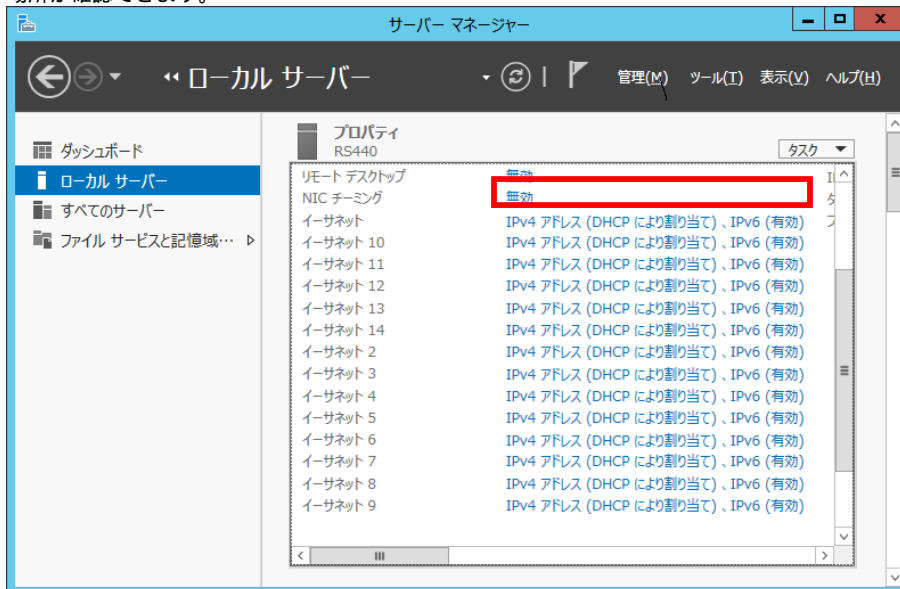 場所が確認できます。
サーバー マネージャー
ローカル サーバー
管理(M) ツール(T) 表示(V) ヘルプ(H)
ダッシュボード
ローカル サーバー
すべてのサーバー
ファイル サービスと記憶域…
プロパティ
RS440
タスク
リモート デスクトップ 無効
NIC チーミング 無効 タ
イーサネット IPv4 アドレス (DHCP により割り当て) 、IPv6 (有効) プ
イーサネット 10 IPv4 アドレス (DHCP により割り当て) 、IPv6 (有効)
イーサネット 11 IPv4 アドレス (DHCP により割り当て) 、IPv6 (有効)
イーサネット 12 IPv4 アドレス (DHCP により割り当て) 、IPv6 (有効)
イーサネット 13 IPv4 アドレス (DHCP により割り当て) 、IPv6 (有効)
イーサネット 14 IPv4 アドレス (DHCP により割り当て) 、IPv6 (有効)
イーサネット 2 IPv4 アドレス (DHCP により割り当て) 、IPv6 (有効)
イーサネット 3 IPv4 アドレス (DHCP により割り当て) 、IPv6 (有効)
イーサネット 4 IPv4 アドレス (DHCP により割り当て) 、IPv6 (有効)
イーサネット 5 IPv4 アドレス (DHCP により割り当て) 、IPv6 (有効)
イーサネット 6 IPv4 アドレス (DHCP により割り当て) 、IPv6 (有効)
イーサネット 7 IPv4 アドレス (DHCP により割り当て) 、IPv6 (有効)
イーサネット 8 IPv4 アドレス (DHCP により割り当て) 、IPv6 (有効)
イーサネット 9 IPv4 アドレス (DHCP により割り当て) 、IPv6 (有効)